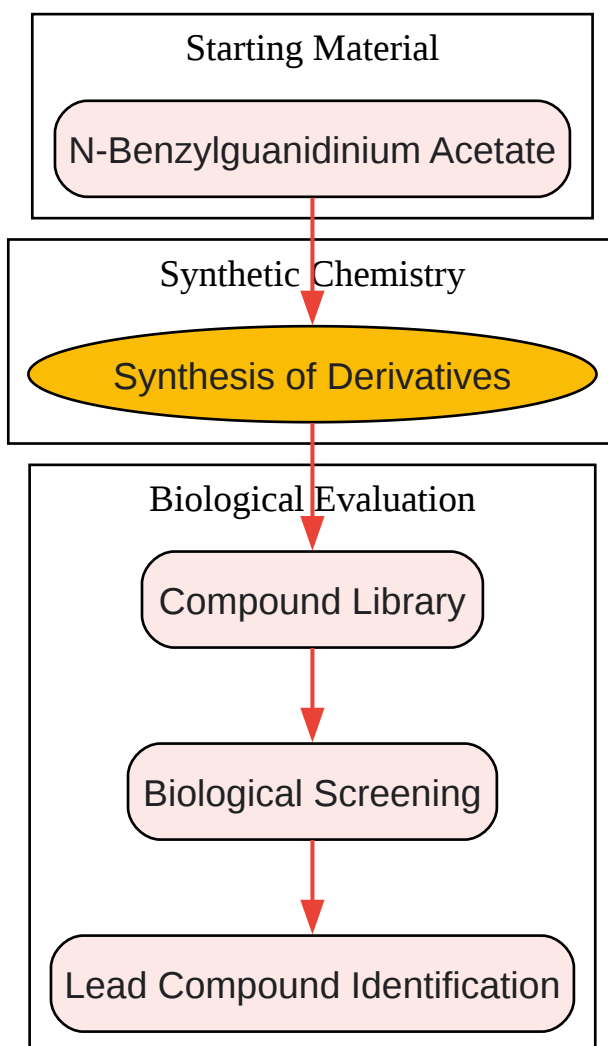 Starting Material
N-Benzylguanidinium Acetate
Synthetic Chemistry
Synthesis of Derivatives
Biological Evaluation
Compound Library
Biological Screening
Lead Compound Identification